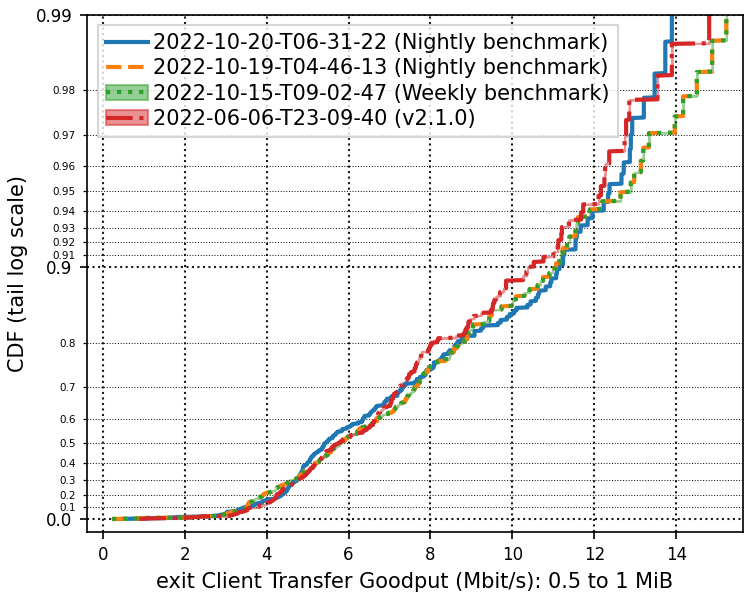 0.99
2022-10-20-T06-31-22 (Nightly benchmark)
2022-10-19-T04-46-13 (Nightly benchmark)
2022-10-15-T09-02-47 (Weekly benchmark)
2022-06-06-T23-09-40 (v2.1.0)
0.98
0.97
0.96
0.95
0.94
0.93
0.92
0.91
0.9
0.8
0.7
0.6
0.5
0.4
0.3
0.2
0.1
0.0
CDF (tail log scale)
0 2 4 6 8 10 12 14
exit Client Transfer Goodput (Mbit/s): 0.5 to 1 MiB